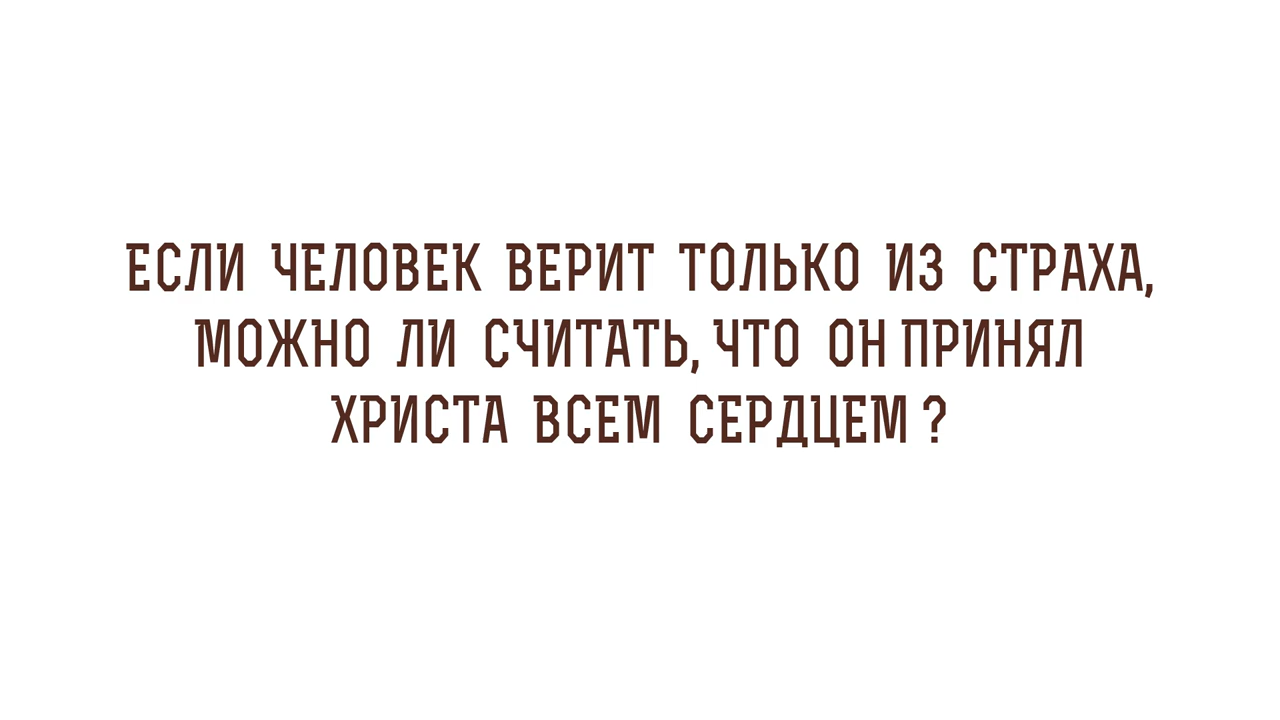 ЕСЛИ ЧЕЛОВЕК ВЕРИТ ТОЛЬКО ИЗ СТРАХА,
МОЖНО ЛИ СЧИТАТЬ, ЧТО ОН ПРИНЯЛ
ХРИСТА ВСЕМ СЕРДЦЕМ ?